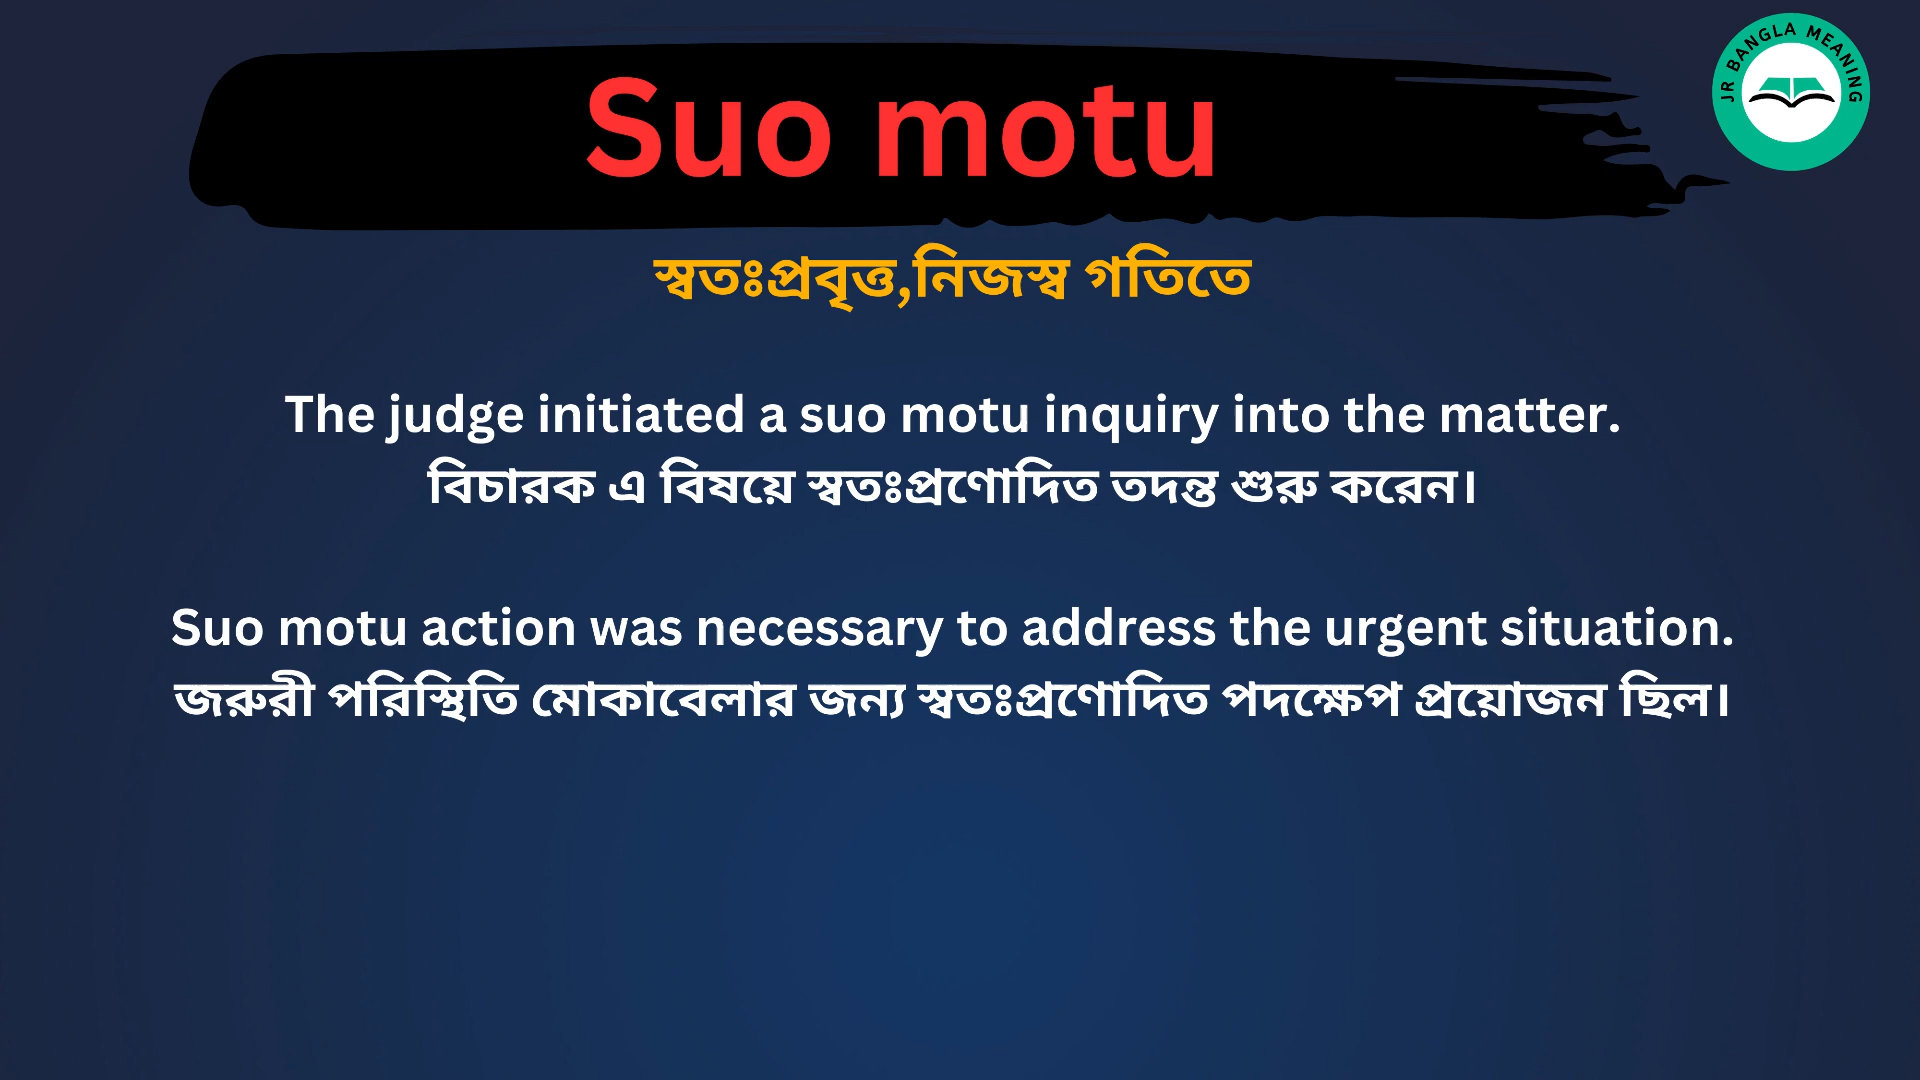 JR BANGLA MEANING
Suo motu
স্বতঃপ্রবৃত্ত,নিজস্ব গতিতে
The judge initiated a suo motu inquiry into the matter.
বিচারক এ বিষয়ে স্বতঃপ্রণোদিত তদন্ত শুরু করেন।
Suo motu action was necessary to address the urgent situation.
জরুরী পরিস্থিতি মোকাবেলার জন্য স্বতঃপ্রণোদিত পদক্ষেপ প্রয়োজন ছিল।